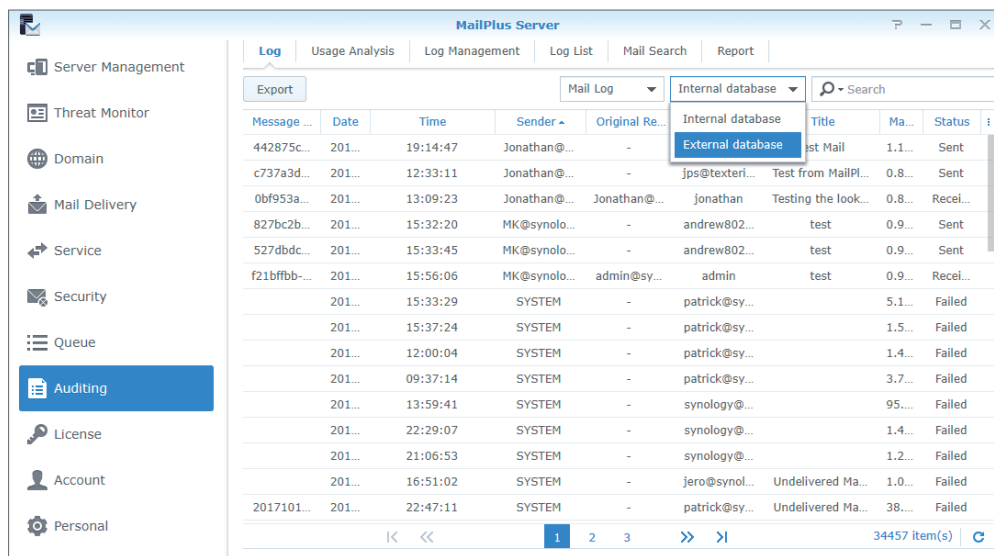 MailPlus Server
Server Management
Threat Monitor
Domain
Mail Delivery
Service
Security
Queue
Auditing
License
Account
Personal
Log Usage Analysis Log Management Log List Mail Search Report
Export Mail Log Internal database Search
Internal database
External database
Message ... Date Time Sender Original Re... Title Ma... Status
442875c... 201... 19:14:47 Jonathan@... - est Mail 1.1... Sent
c737a3d... 201... 12:33:11 Jonathan@... - jps@texteri... Test from MailPl... 0.8... Sent
0bf953a... 201... 13:09:23 Jonathan@... Jonathan@... jonathan Testing the look... 0.8... Recei...
827bc2b... 201... 15:32:20 MK@synolo... - andrew802... test 0.9... Sent
527dbdc... 201... 15:33:45 MK@synolo... - andrew802... test 0.9... Sent
f21bffbb-... 201... 15:56:06 MK@synolo... admin@sy... admin test 0.9... Recei...
201... 15:33:29 SYSTEM - patrick@sy... 5.1... Failed
201... 15:37:24 SYSTEM - patrick@sy... 1.5... Failed
201... 12:00:04 SYSTEM - patrick@sy... 1.4... Failed
201... 09:37:14 SYSTEM - patrick@sy... 3.7... Failed
201... 13:59:41 SYSTEM - synology@... 95.... Failed
201... 22:29:07 SYSTEM - synology@... 1.4... Failed
201... 21:06:53 SYSTEM - synology@... 1.2... Failed
201... 16:51:02 SYSTEM - jero@synol... Undelivered Ma... 1.0... Failed
2017101... 201... 22:47:11 SYSTEM - patrick@sy... Undelivered Ma... 38.... Failed
1 2 3 34457 item(s)